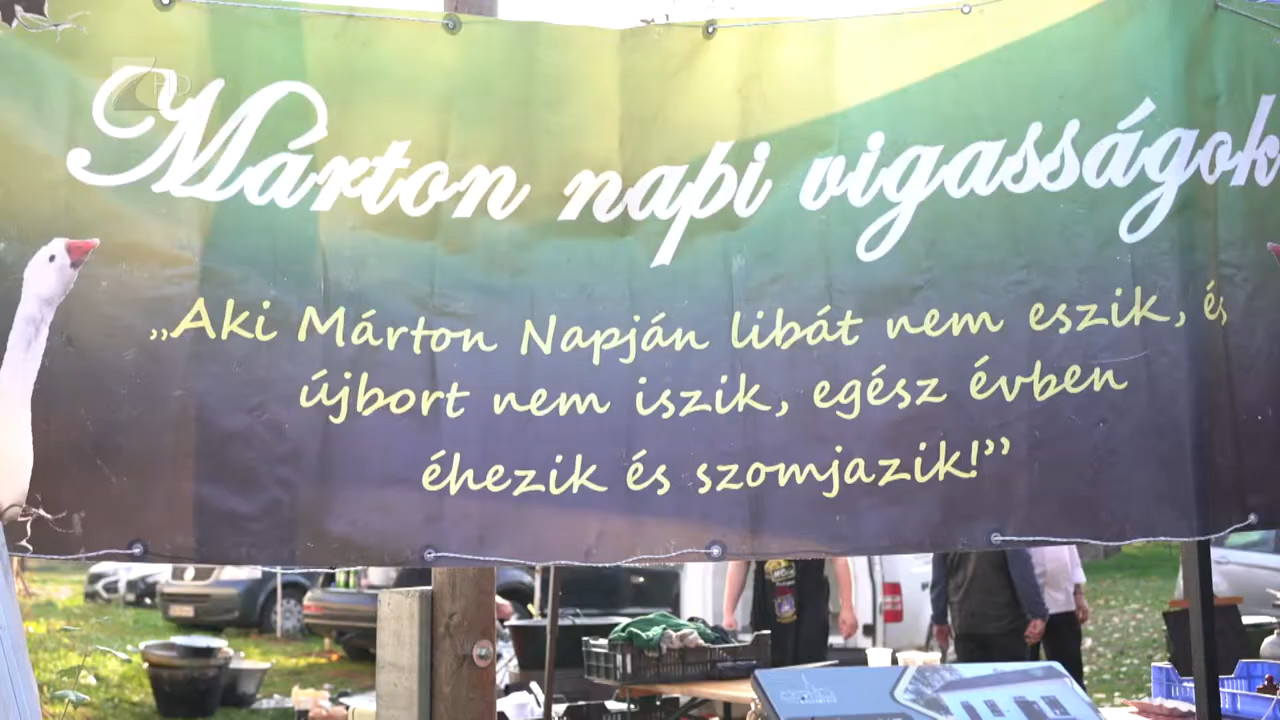 Márton napi vigasságok
„Aki Márton Napján libát nem eszik, és
újbort nem iszik, egész évben
éhezik és szomjazik!”